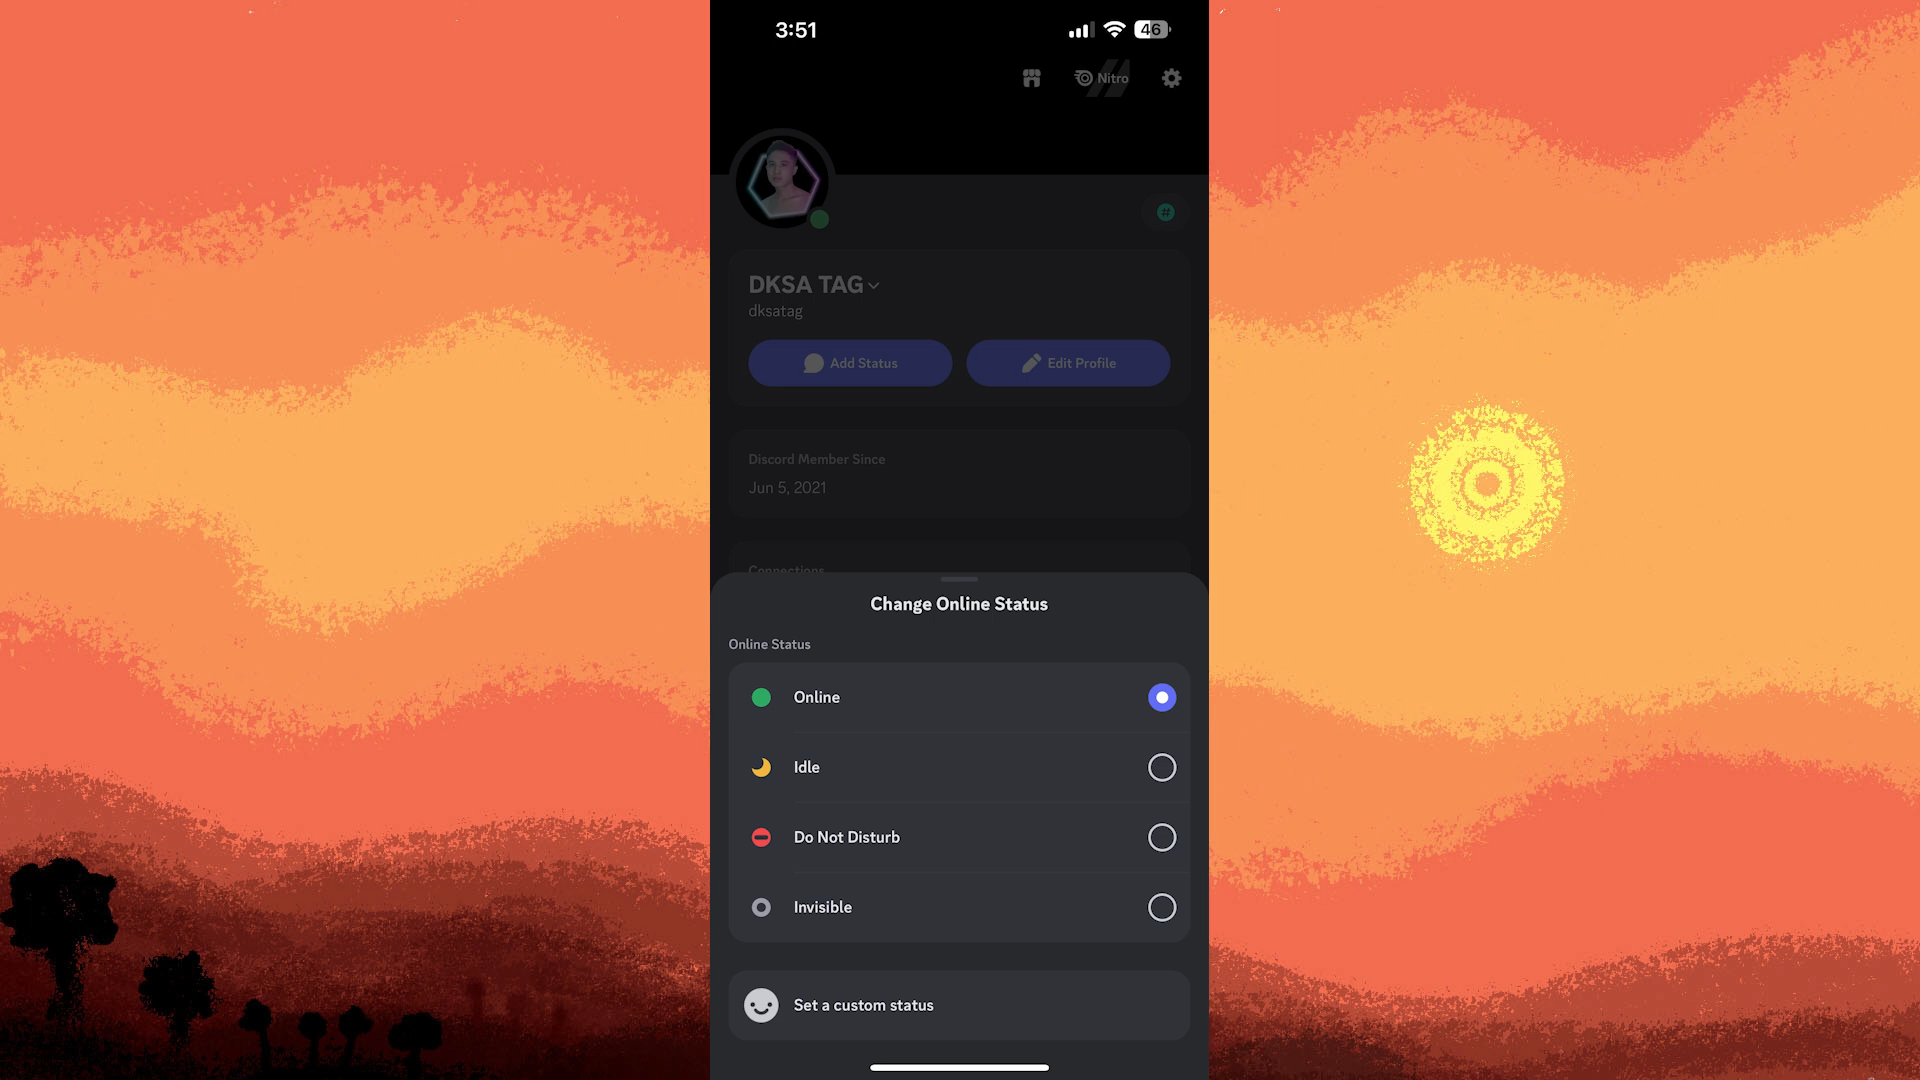 3:51
46
Nitro
DKSA TAG
dksatag
Add Status
Edit Profile
Discord Member Since
Jun 5, 2021
Connections
Change Online Status
Online Status
Online
Idle
Do Not Disturb
Invisible
Set a custom status